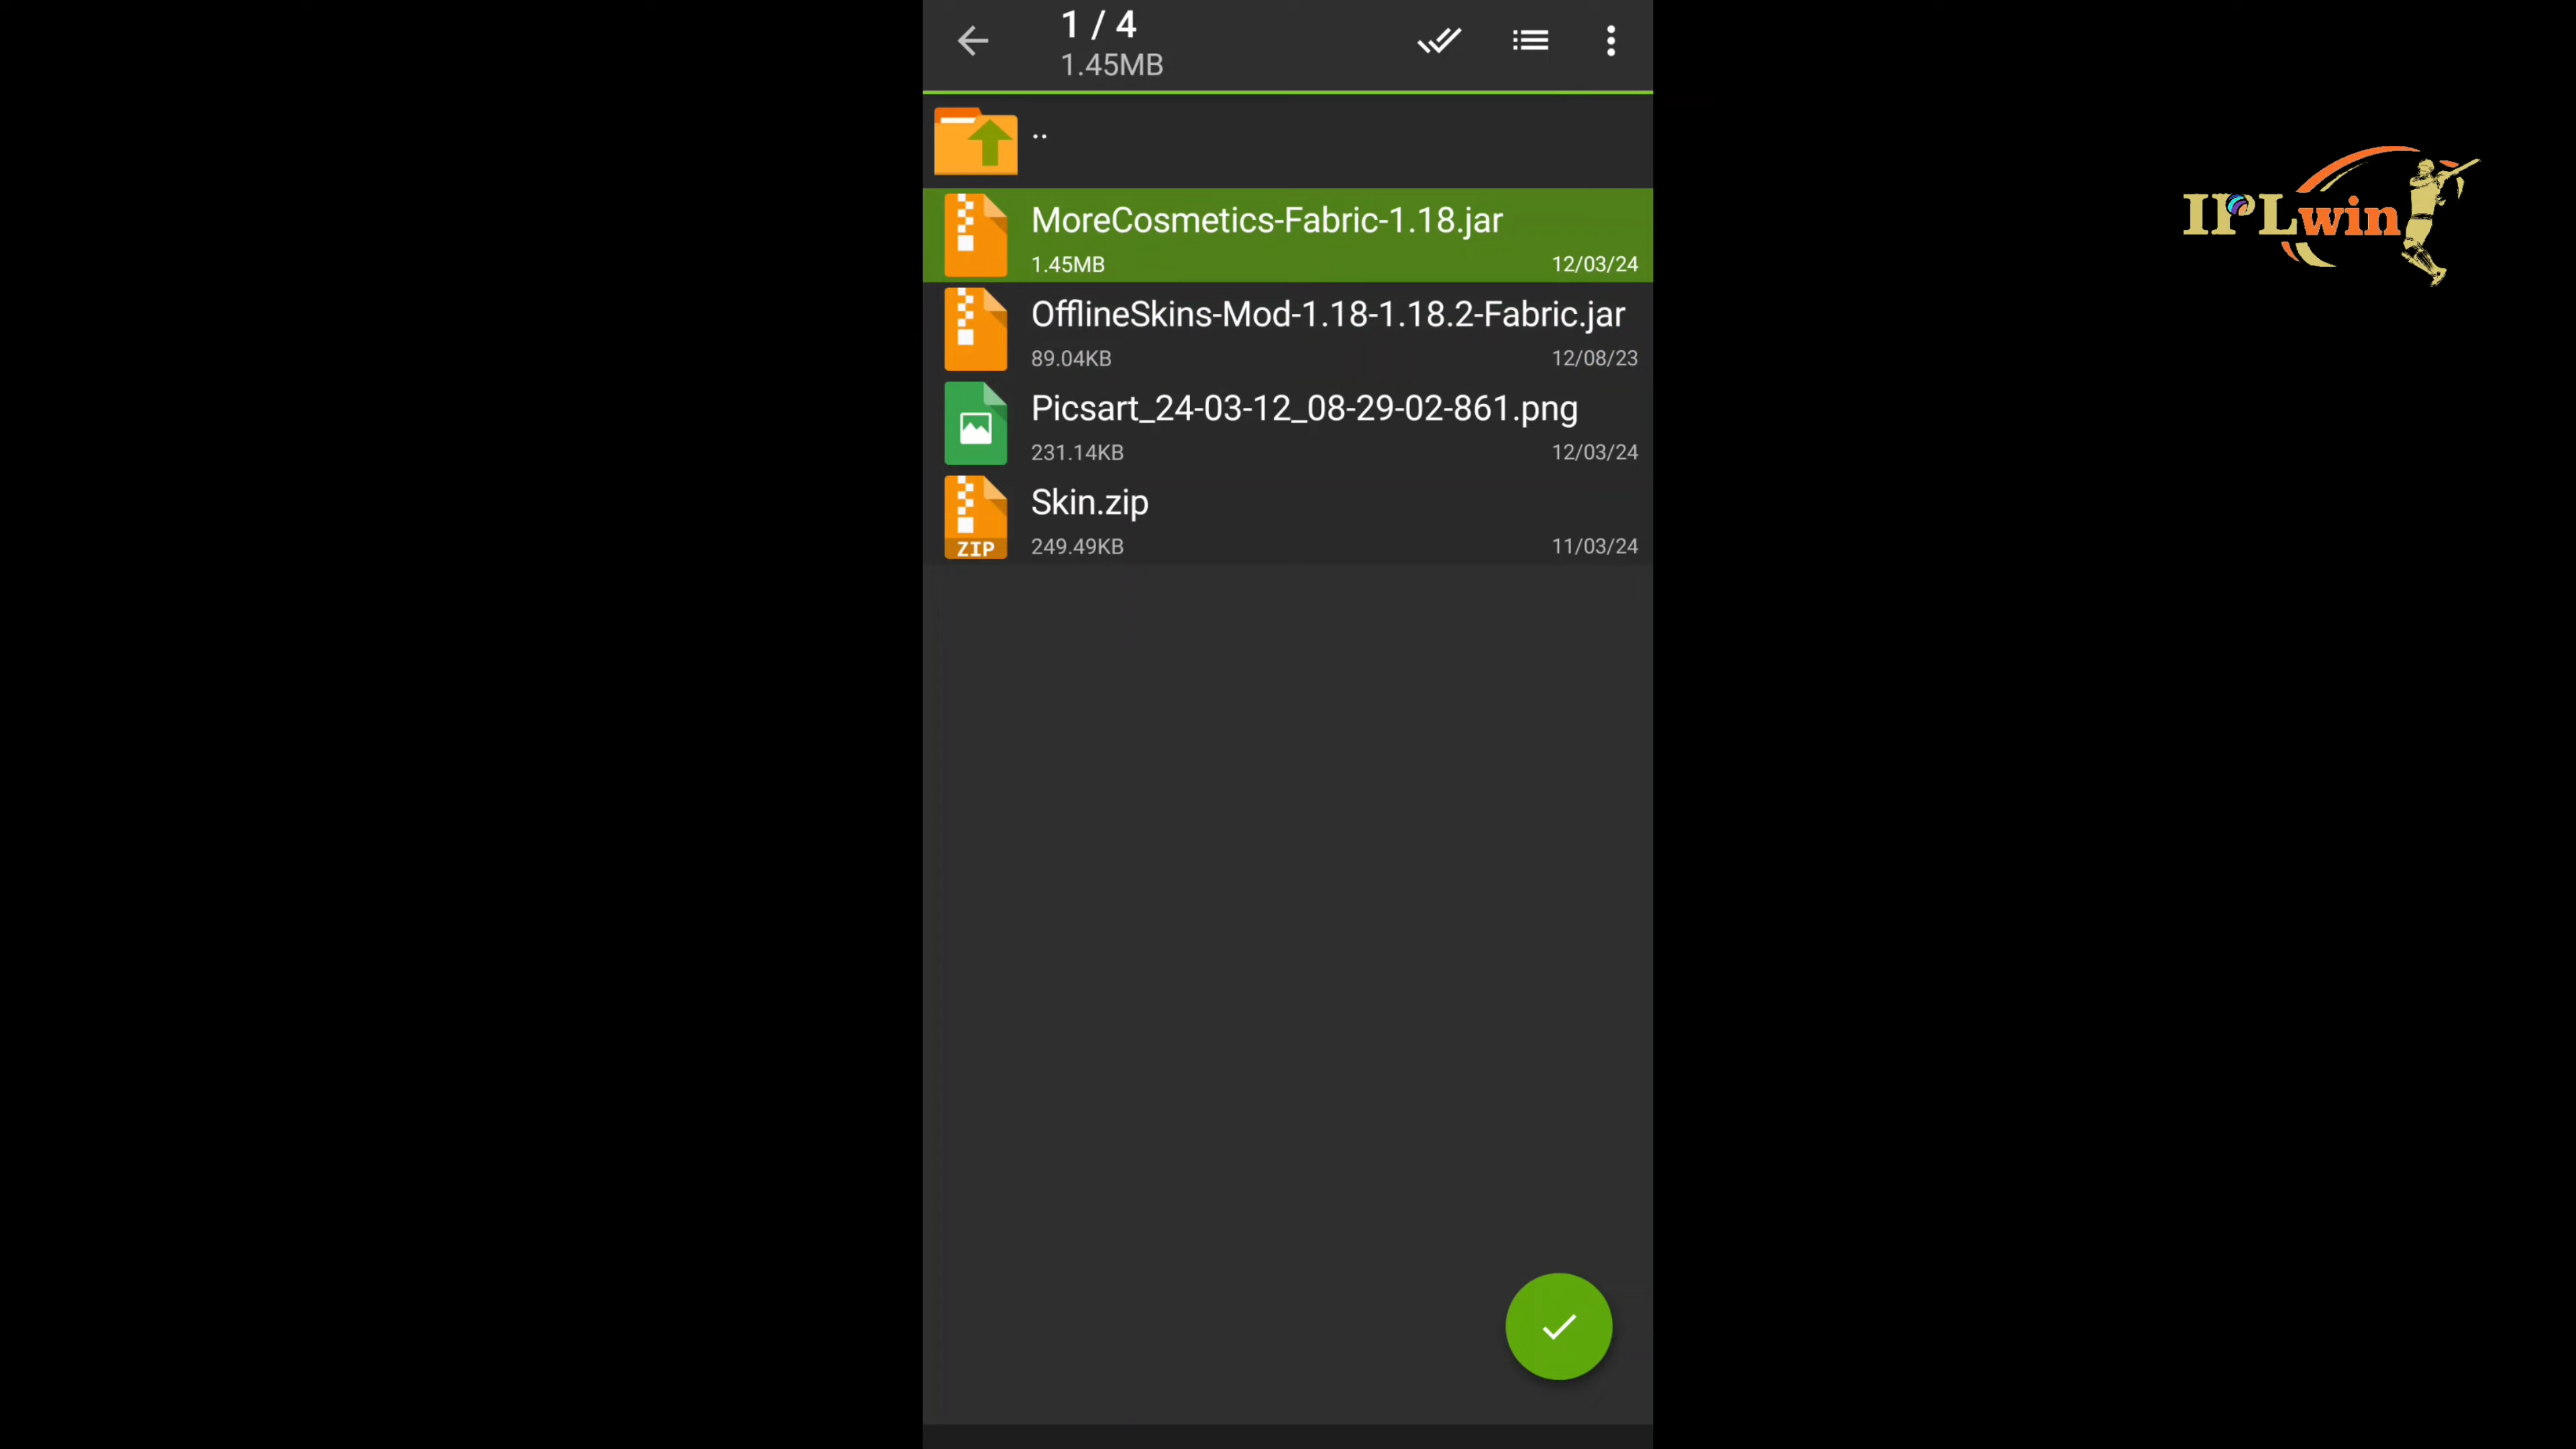 1 / 4
1.45MB
..
MoreCosmetics-Fabric-1.18.jar
1.45MB 12/03/24
OfflineSkins-Mod-1.18-1.18.2-Fabric.jar
89.04KB 12/08/23
Picsart_24-03-12_08-29-02-861.png
231.14KB 12/03/24
Skin.zip
ZIP 249.49KB 11/03/24
IPLwin